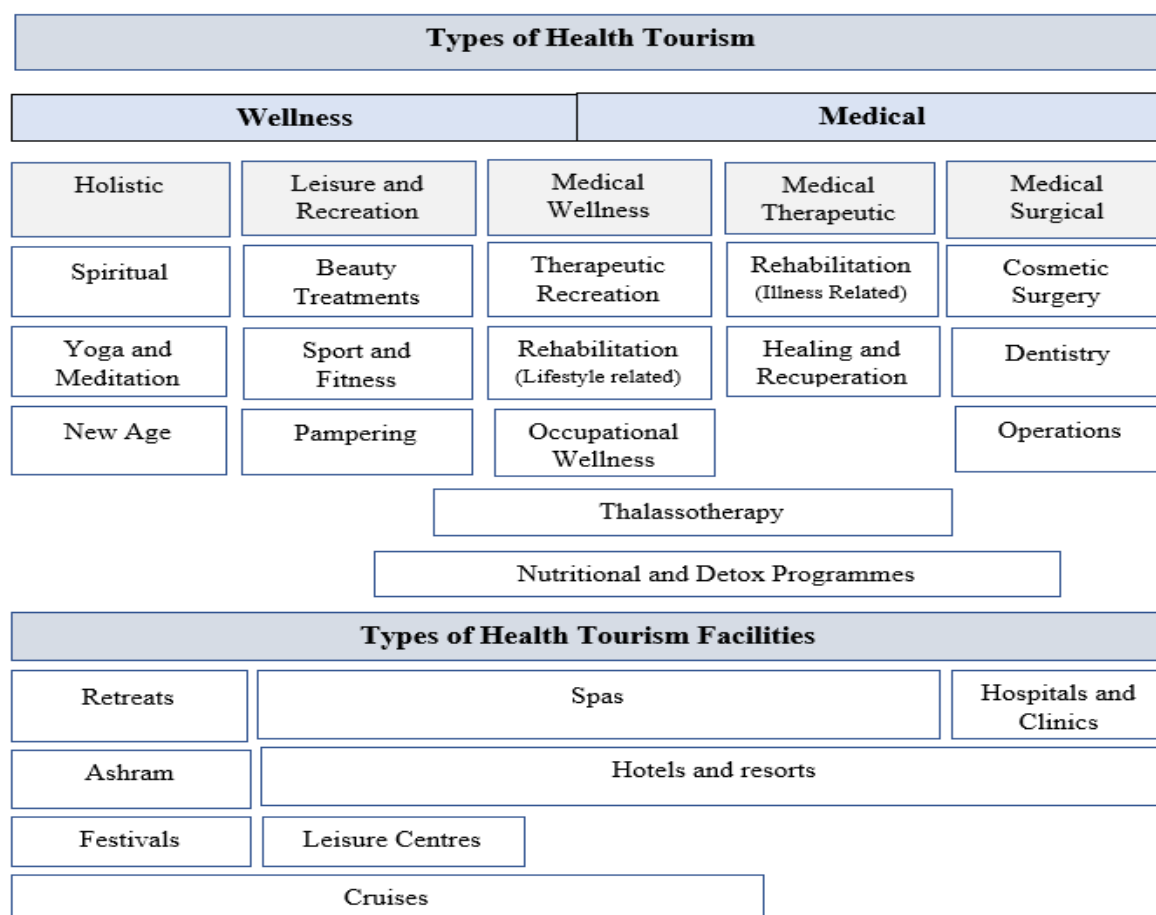 Types of Health Tourism
Wellness
Medical
Holistic
Leisure and
Recreation
Medical
Wellness
Medical
Therapeutic
Medical
Surgical
Spiritual
Beauty
Treatments
Therapeutic
Recreation
Rehabilitation
(Illness Related)
Cosmetic
Surgery
Yoga and
Meditation
Sport and
Fitness
Rehabilitation
(Lifestyle related)
Healing and
Recuperation
Dentistry
New Age
Pampering
Occupational
Wellness
Operations
Thalassotherapy
Nutritional and Detox Programmes
Types of Health Tourism Facilities
Retreats
Spas
Hospitals and
Clinics
Ashram
Hotels and resorts
Festivals
Leisure Centres
Cruises